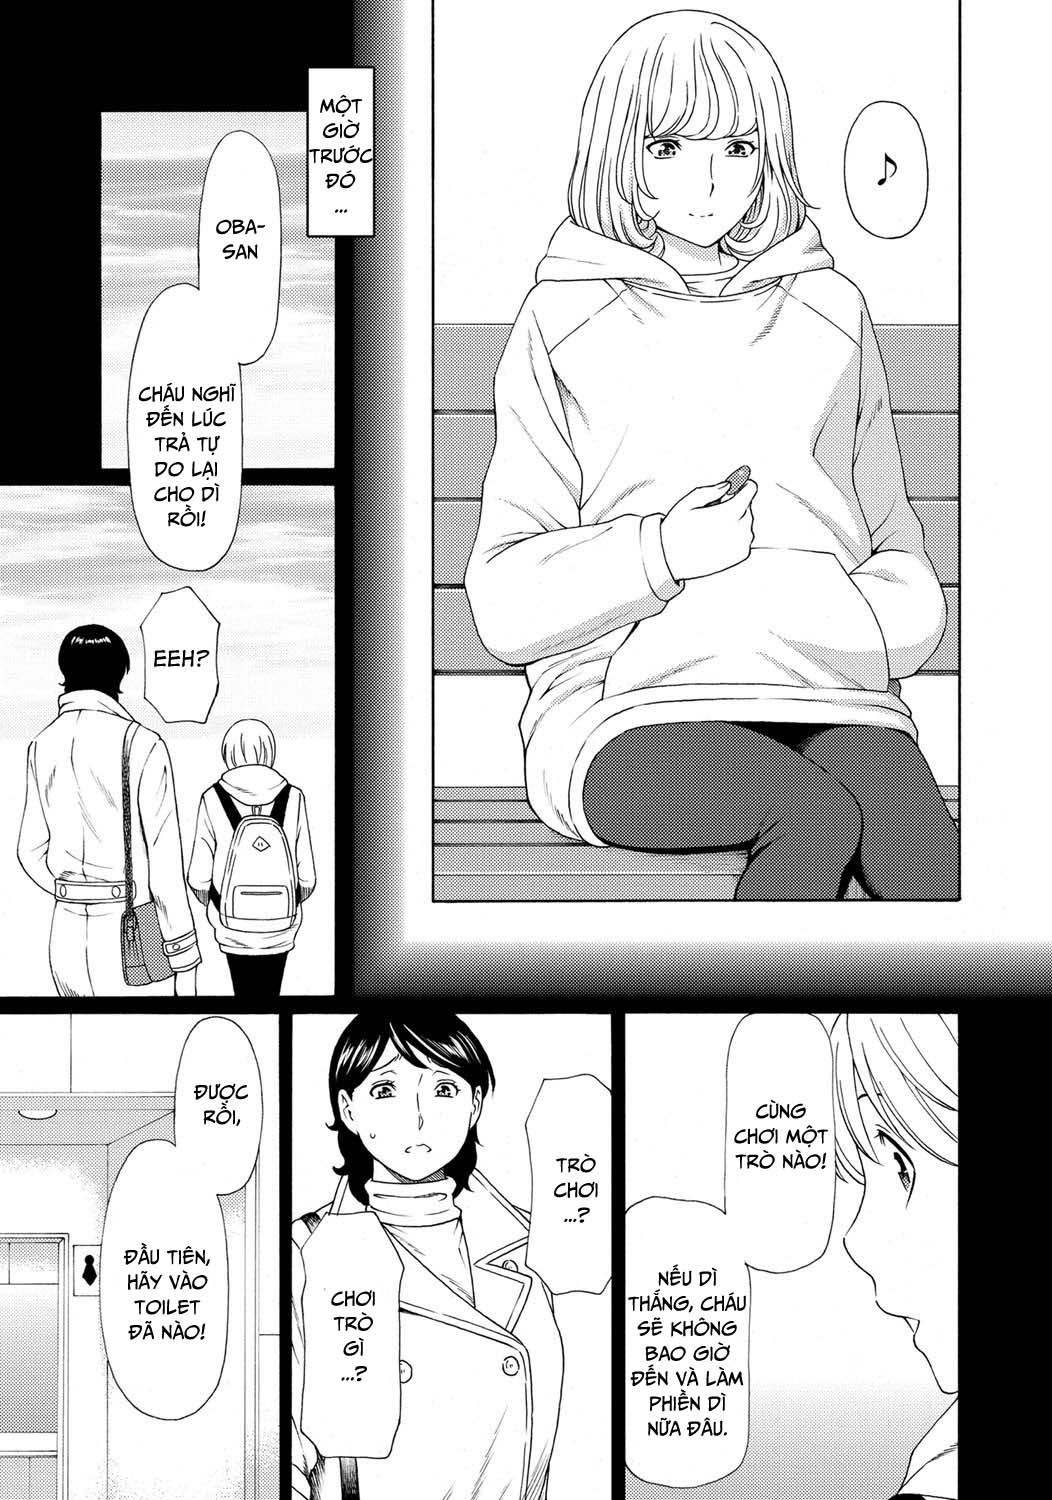 MỘT
GIỜ
TRƯỚC
ĐÓ
...
OBA-
SAN
CHÁU NGHĨ
ĐẾN LÚC
TRẢ TỰ
DO LẠI
CHO DÌ
RỒI!
EEH?
CÙNG
CHƠI MỘT
TRÒ NÀO!
NẾU DÌ
THẮNG, CHÁU
SẼ KHÔNG
BAO GIỜ
ĐẾN VÀ LÀM
PHIỀN DÌ
NỮA ĐÂU.
TRÒ
CHƠI
...?
CHƠI
TRÒ
GÌ
...?
ĐƯỢC
RỒI,
ĐẦU TIÊN,
HÃY VÀO
TOILET
ĐÃ NÀO!